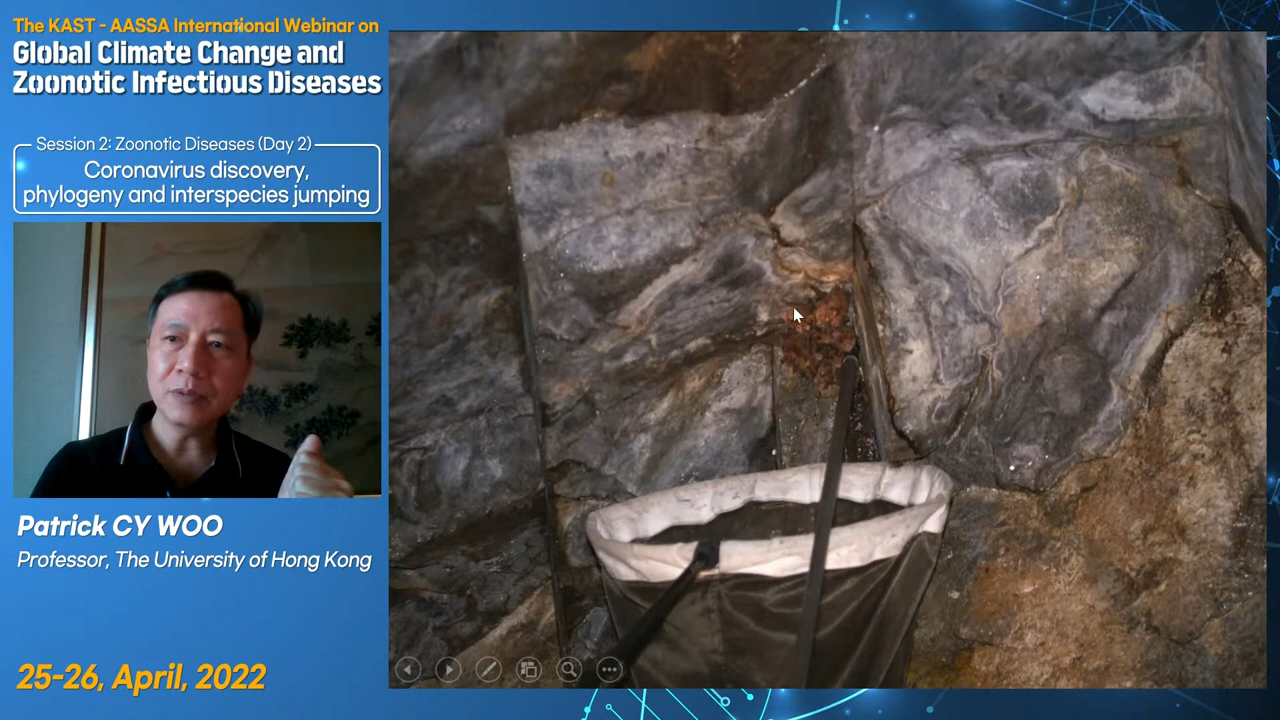 The KAST - AASSA International Webinar on
Global Climate Change and
Zoonotic Infectious Diseases
Session 2: Zoonotic Diseases (Day 2)
Coronavirus discovery,
phylogeny and interspecies jumping
Patrick CY WOO
Professor, The University of Hong Kong
25-26, April, 2022